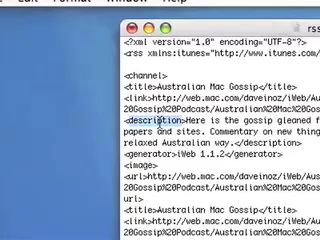 Edit Format Window Help
rss
<?xml version="1.0" encoding="UTF-8"?>
<rss xmlns:itunes="http://www.itunes.com/
<channel>
<title>Australian Mac Gossip</title>
<link>http://web.mac.com/daveinoz/iWeb/Au
20Gossip%20Podcast/Australian%20Mac%20Gos
<description>Here is the gossip gleaned f
papers and sites. Commentary on new thing
relaxed Australian way.</description>
<generator>iWeb 1.1.2</generator>
<image>
<url>http://web.mac.com/daveinoz/iWeb/Aus
20Gossip%20Podcast/Australian%20Mac%20Gos
url>
<title>Australian Mac Gossip</title>
<link>http://web.mac.com/daveinoz/iWeb/Au
20Gossip%20Podcast/Australian%20Mac%20Gos